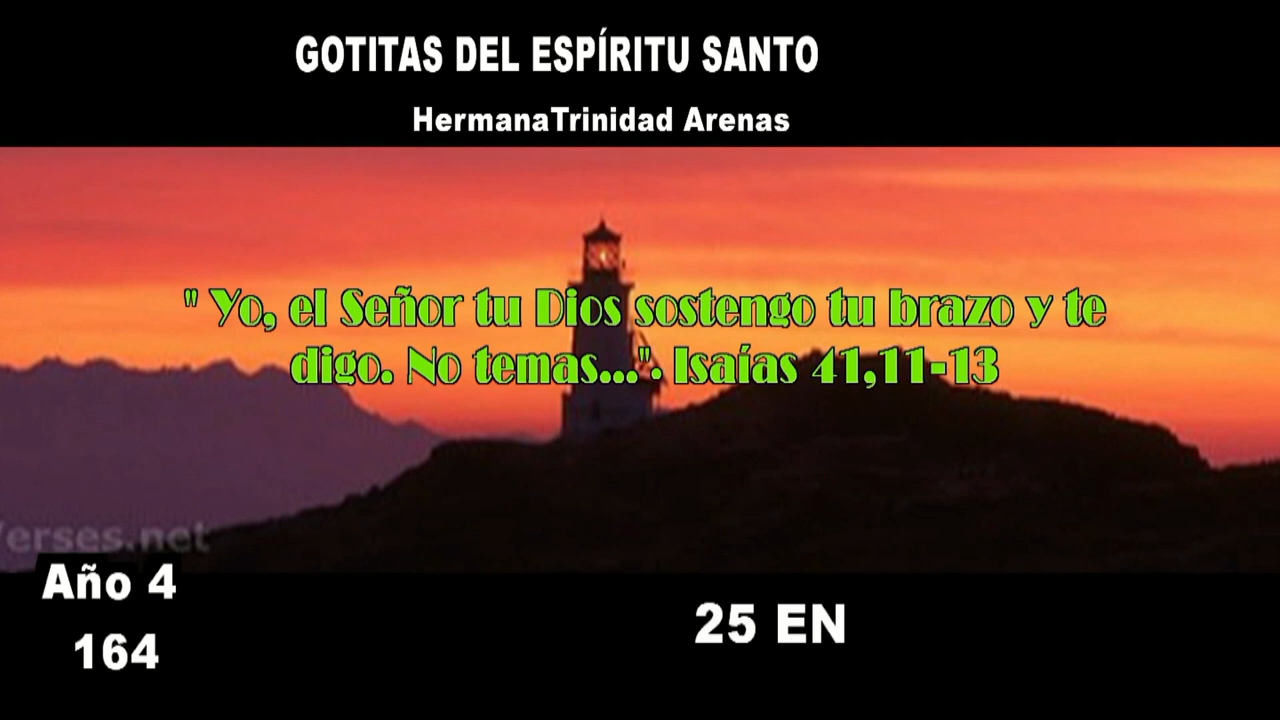 GOTITAS DEL ESPÍRITU SANTO
HermanaTrinidad Arenas
" Yo, el Señor tu Dios sostengo tu brazo y te
digo. No temas...". Isaías 41,11-13
erses.net
Año 4
164
25 EN